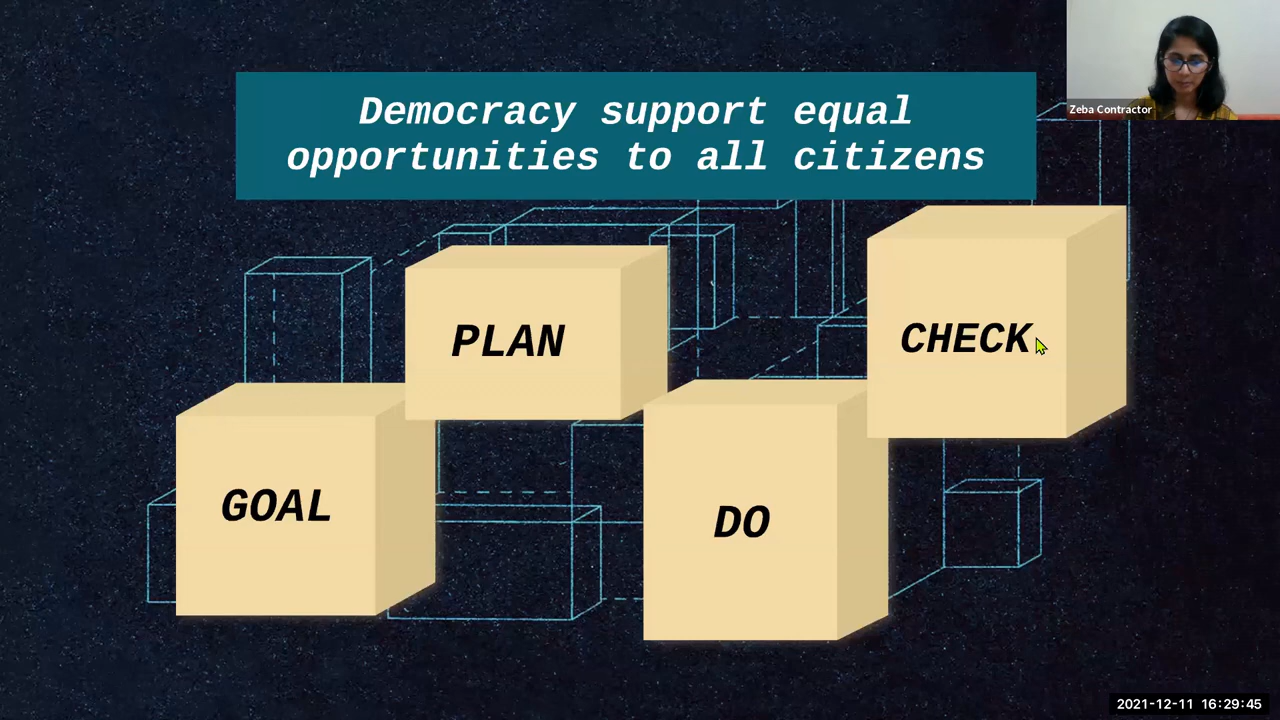 Democracy support equal
opportunities to all citizens
Zeba Contractor
PLAN
CHECK
GOAL
DO
2021-12-11 16:29:45